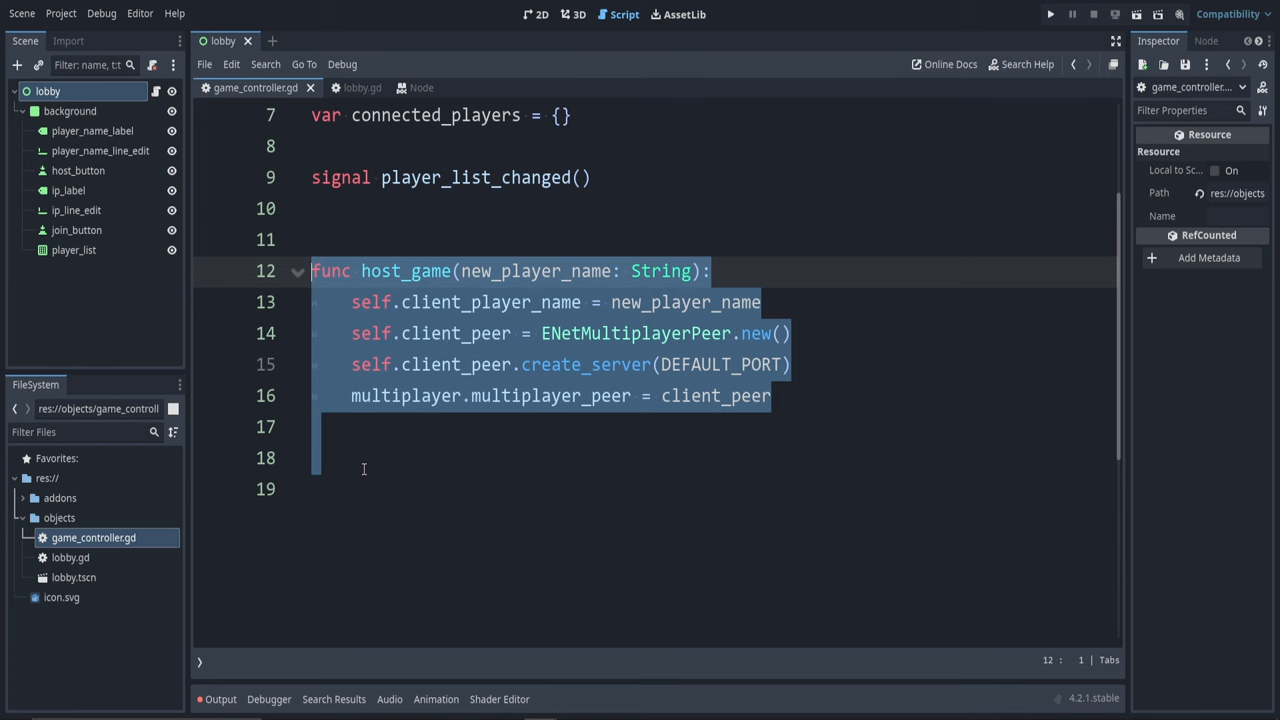 Scene Project Debug Editor Help
2D 3D Script AssetLib
Compatibility
Scene Import
Filter: name, t:t
lobby
background
player_name_label
player_name_line_edit
host_button
ip_label
ip_line_edit
join_button
player_list
FileSystem
res://objects/game_controll
Filter Files
Favorites:
res://
addons
objects
game_controller.gd
lobby.gd
lobby.tscn
icon.svg
lobby
File Edit Search Go To Debug
Online Docs Search Help
game_controller.gd lobby.gd Node
7 var connected_players = {}
8
9 signal player_list_changed()
10
11
12 func host_game(new_player_name: String):
13 self.client_player_name = new_player_name
14 self.client_peer = ENetMultiplayerPeer.new()
15 self.client_peer.create_server(DEFAULT_PORT)
16 multiplayer.multiplayer_peer = client_peer
17
18
19
12 : 1 | Tabs
Output Debugger Search Results Audio Animation Shader Editor
4.2.1.stable
Inspector Node
game_controller....
Filter Properties
Resource
Resource
Local to Sc... On
Path res://objects
Name
RefCounted
Add Metadata